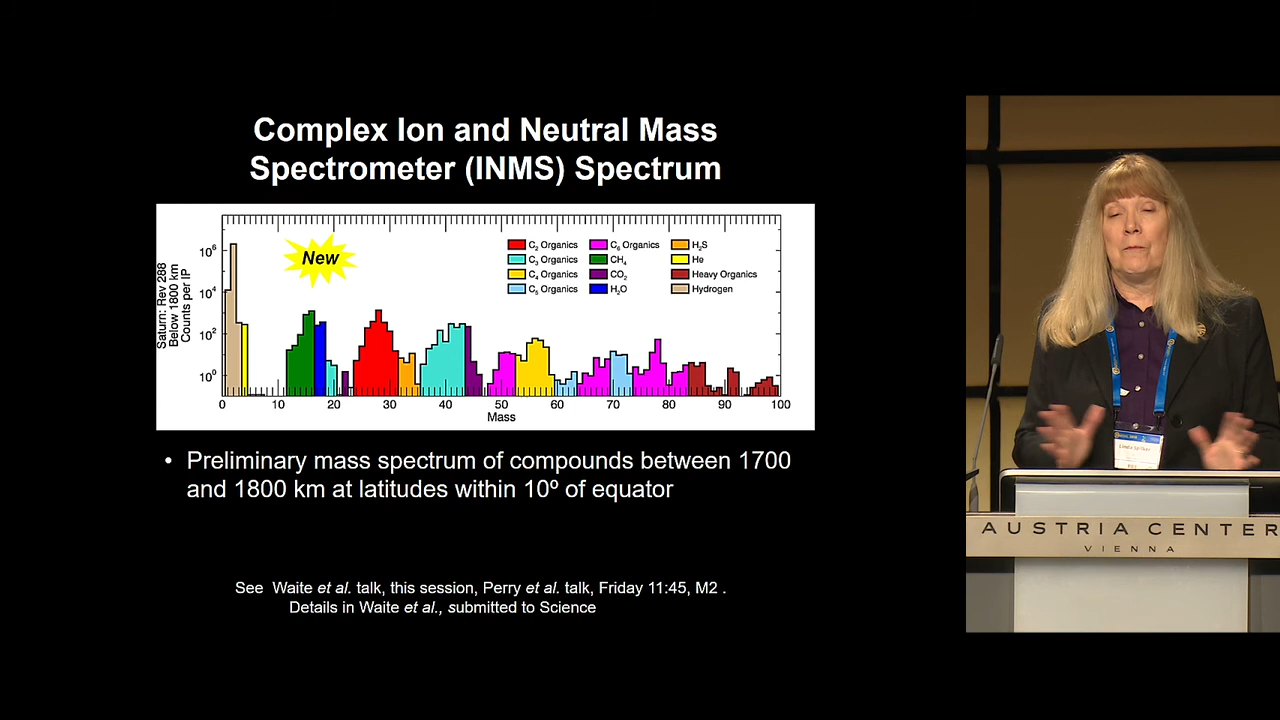 Complex Ion and Neutral Mass
Spectrometer (INMS) Spectrum
New
Saturn: Rev 288
Below 1800 km
Counts per IP
10⁶
10⁴
10²
10⁰
C₂ Organics
C₃ Organics
C₄ Organics
C₅ Organics
C₆ Organics
CH₄
CO₂
H₂O
H₂S
He
Heavy Organics
Hydrogen
0 10 20 30 40 50 60 70 80 90 100
Mass
• Preliminary mass spectrum of compounds between 1700
and 1800 km at latitudes within 10º of equator
See Waite et al. talk, this session, Perry et al. talk, Friday 11:45, M2 .
Details in Waite et al., submitted to Science
AUSTRIA CENTER
VIENNA